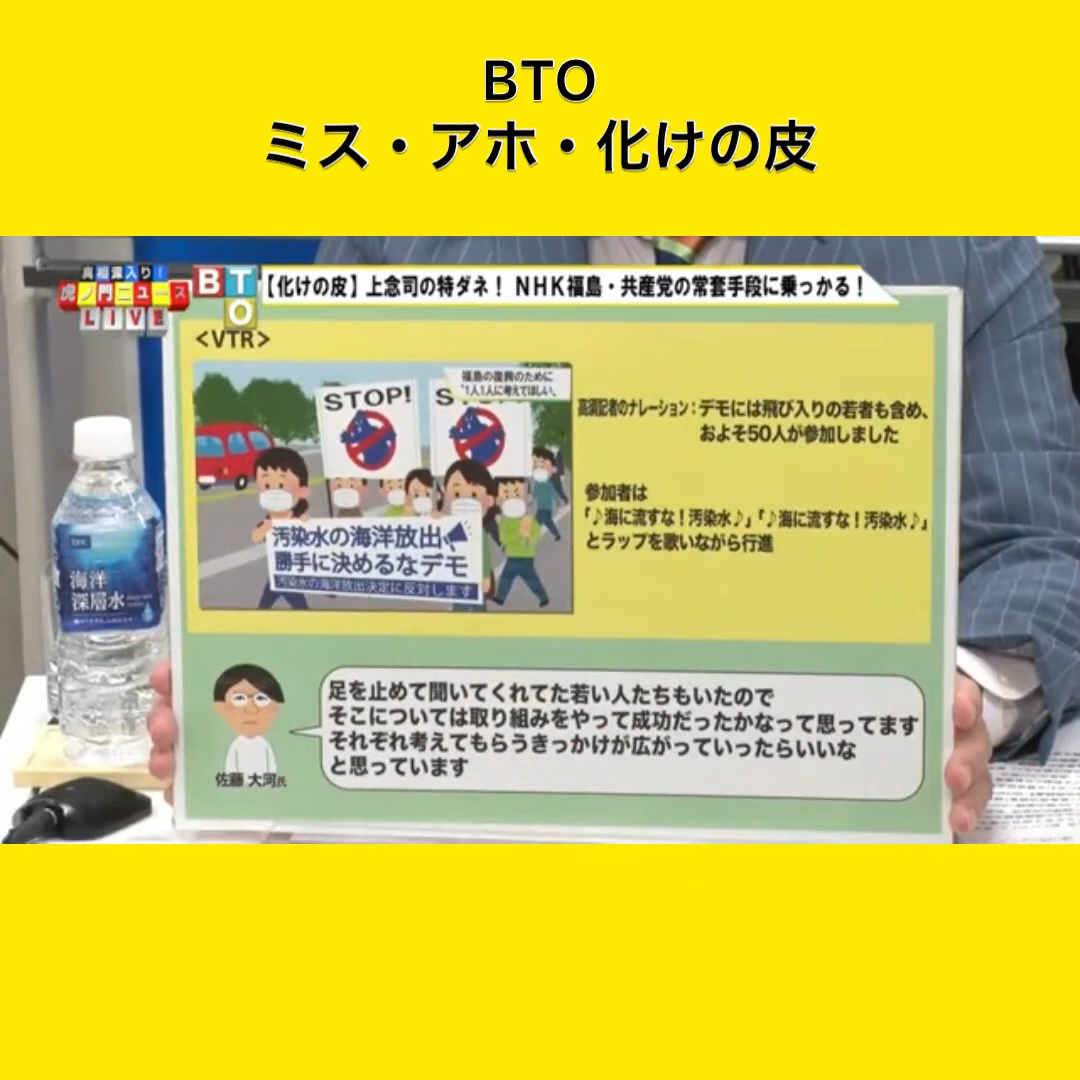 BTO
ミス・アホ・化けの皮
真相深入り！
虎ノ門ニュース
LIVE
BTO
【化けの皮】上念司の特ダネ！ NHK福島・共産党の常套手段に乗っかる！
<VTR>
福島の復興のために
"1人1人に考えてほしい"
STOP!
汚染水の海洋放出
勝手に決めるなデモ
汚染水の海洋放出決定に反対します
高須記者のナレーション：デモには飛び入りの若者も含め、
およそ50人が参加しました
参加者は
「♪海に流すな！汚染水♪」「♪海に流すな！汚染水♪」
とラップを歌いながら行進
DHC
海洋
深層水
佐藤 大河氏
足を止めて聞いてくれてた若い人たちもいたので
そこについては取り組みをやって成功だったかなって思ってます
それぞれ考えてもらうきっかけが広がっていったらいいな
と思っています